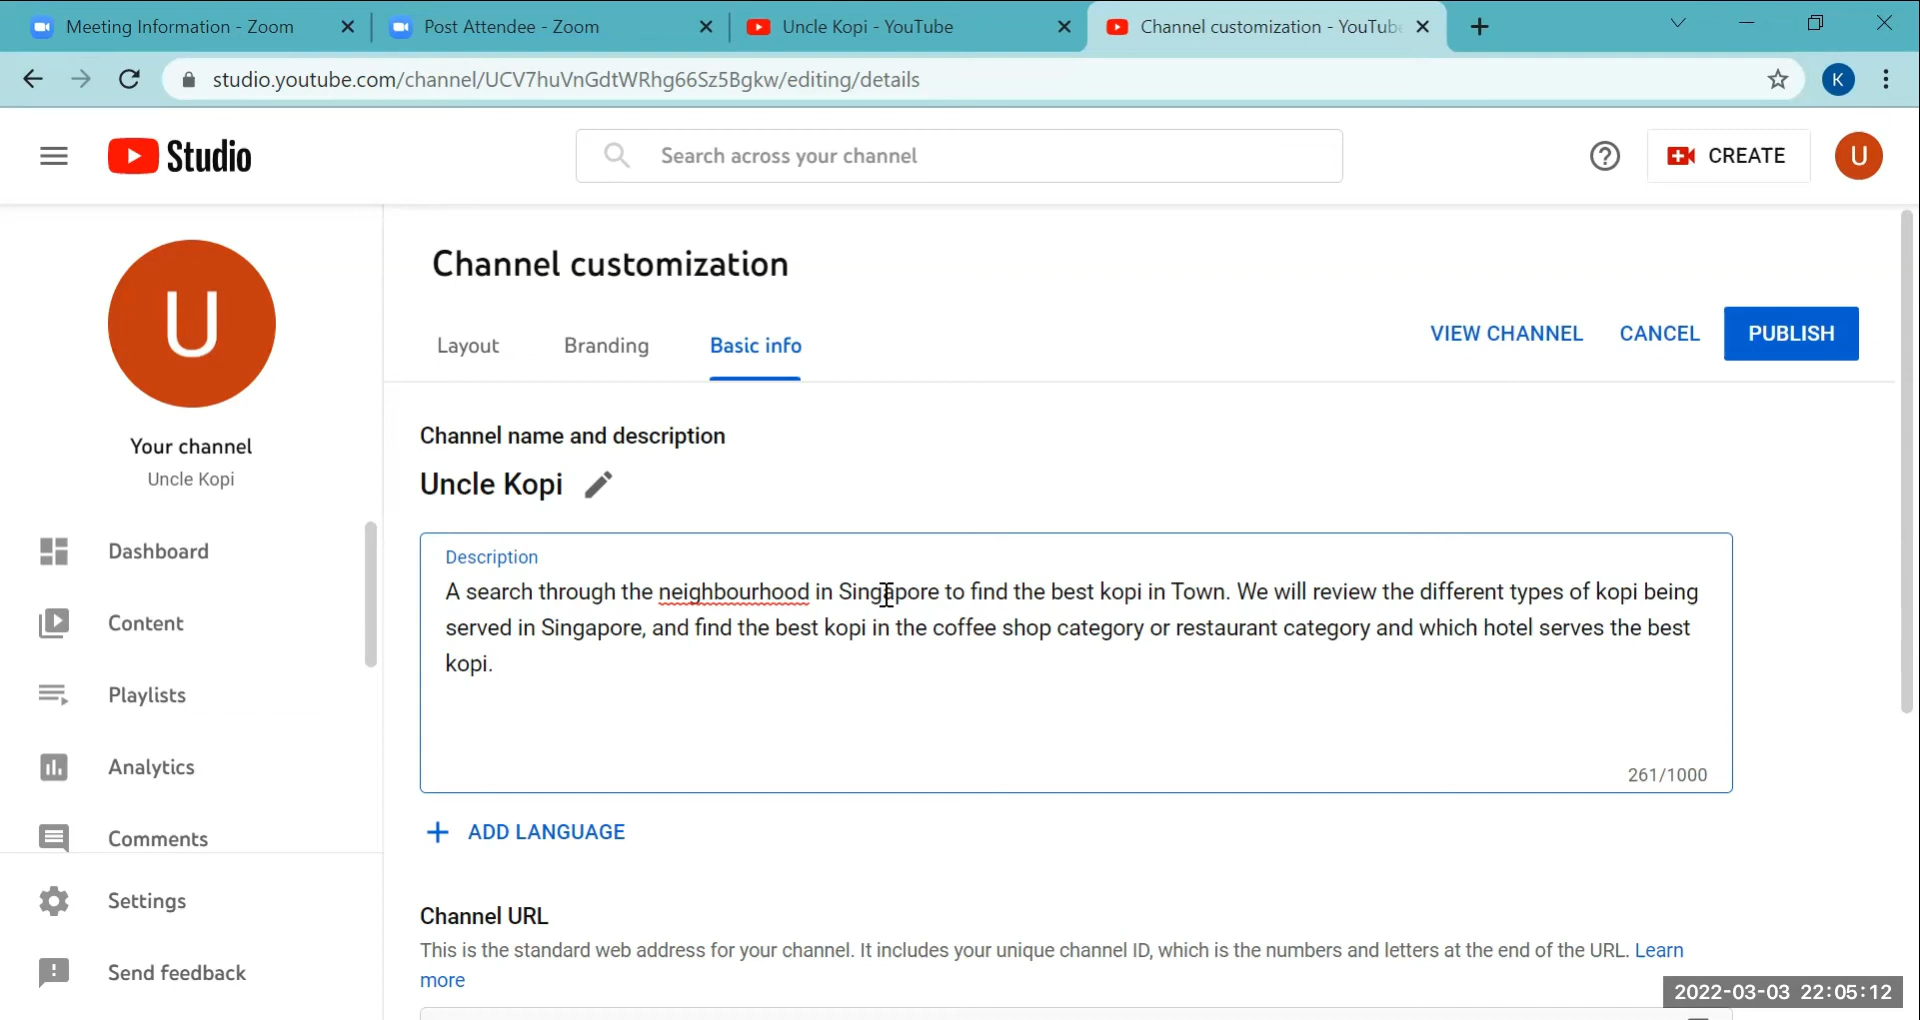 Meeting Information - Zoom
Post Attendee - Zoom
Uncle Kopi - YouTube
Channel customization - YouTube
studio.youtube.com/channel/UCV7huVnGdtWRhg66Sz5Bgkw/editing/details
K
Studio
Search across your channel
CREATE
U
U
Your channel
Uncle Kopi
Dashboard
Content
Playlists
Analytics
Comments
Settings
Send feedback
Channel customization
Layout
Branding
Basic info
VIEW CHANNEL
CANCEL
PUBLISH
Channel name and description
Uncle Kopi
Description
A search through the neighbourhood in Singapore to find the best kopi in Town. We will review the different types of kopi being
served in Singapore, and find the best kopi in the coffee shop category or restaurant category and which hotel serves the best
kopi.
261/1000
ADD LANGUAGE
Channel URL
This is the standard web address for your channel. It includes your unique channel ID, which is the numbers and letters at the end of the URL. Learn
more
2022-03-03 22:05:12